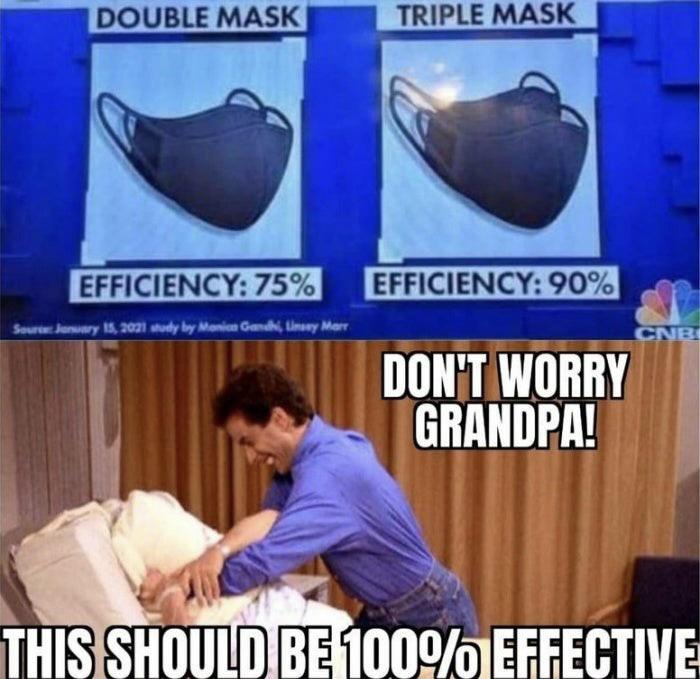 DOUBLE MASK
TRIPLE MASK
EFFICIENCY: 75%
EFFICIENCY: 90%
Source: January 15, 2021 study by Monica Gandhi, Linsey Marr
CNBC
DON'T WORRY
GRANDPA!
THIS SHOULD BE 100% EFFECTIVE